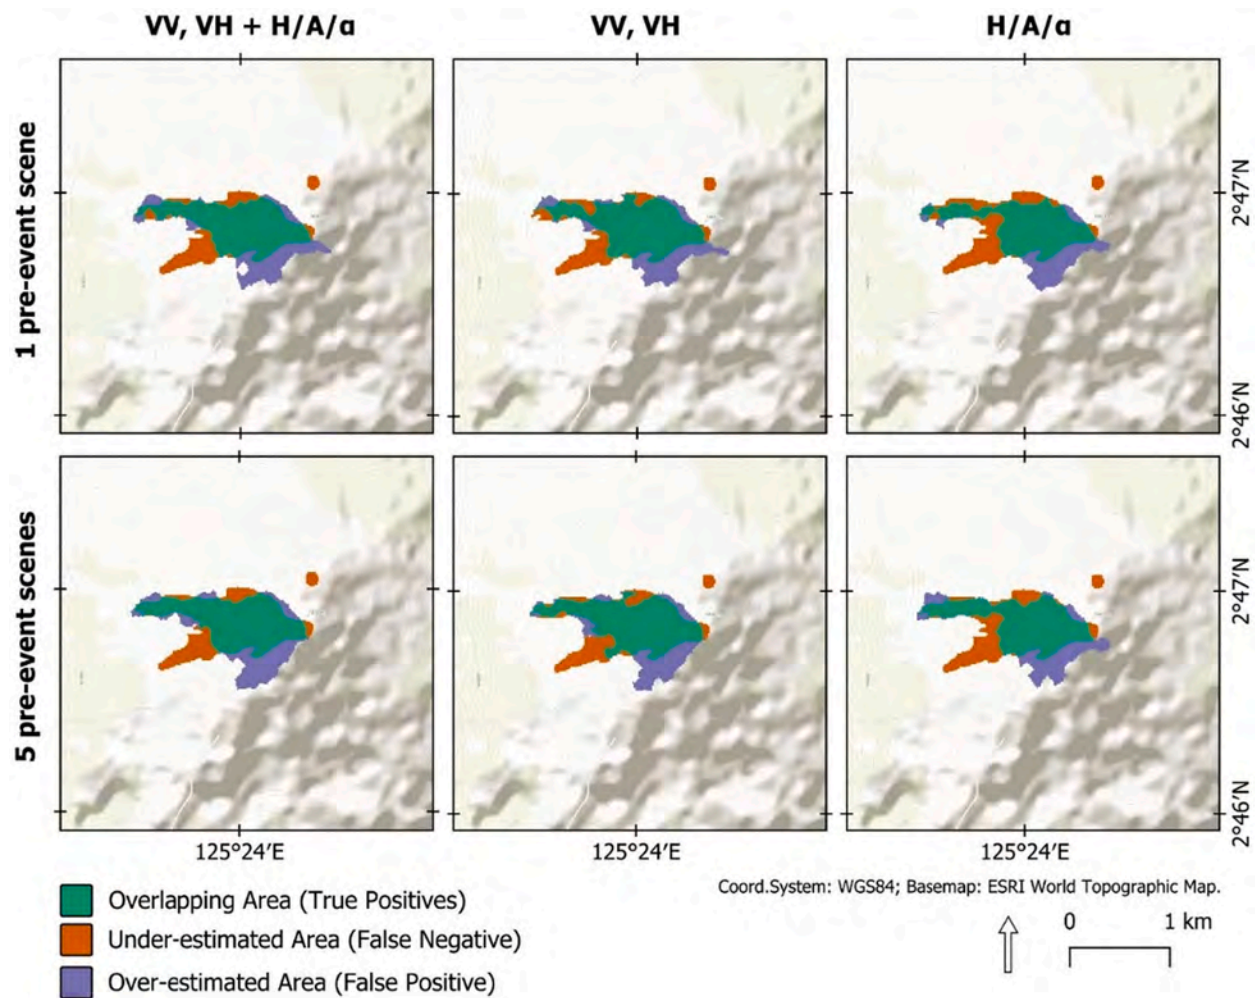 VV, VH + H/A/α
VV, VH
H/A/α
1 pre-event scene
2°47′N
2°46′N
5 pre-event scenes
2°47′N
2°46′N
125°24′E
125°24′E
125°24′E
Overlapping Area (True Positives)
Under-estimated Area (False Negative)
Over-estimated Area (False Positive)
Coord.System: WGS84; Basemap: ESRI World Topographic Map.
0 1 km